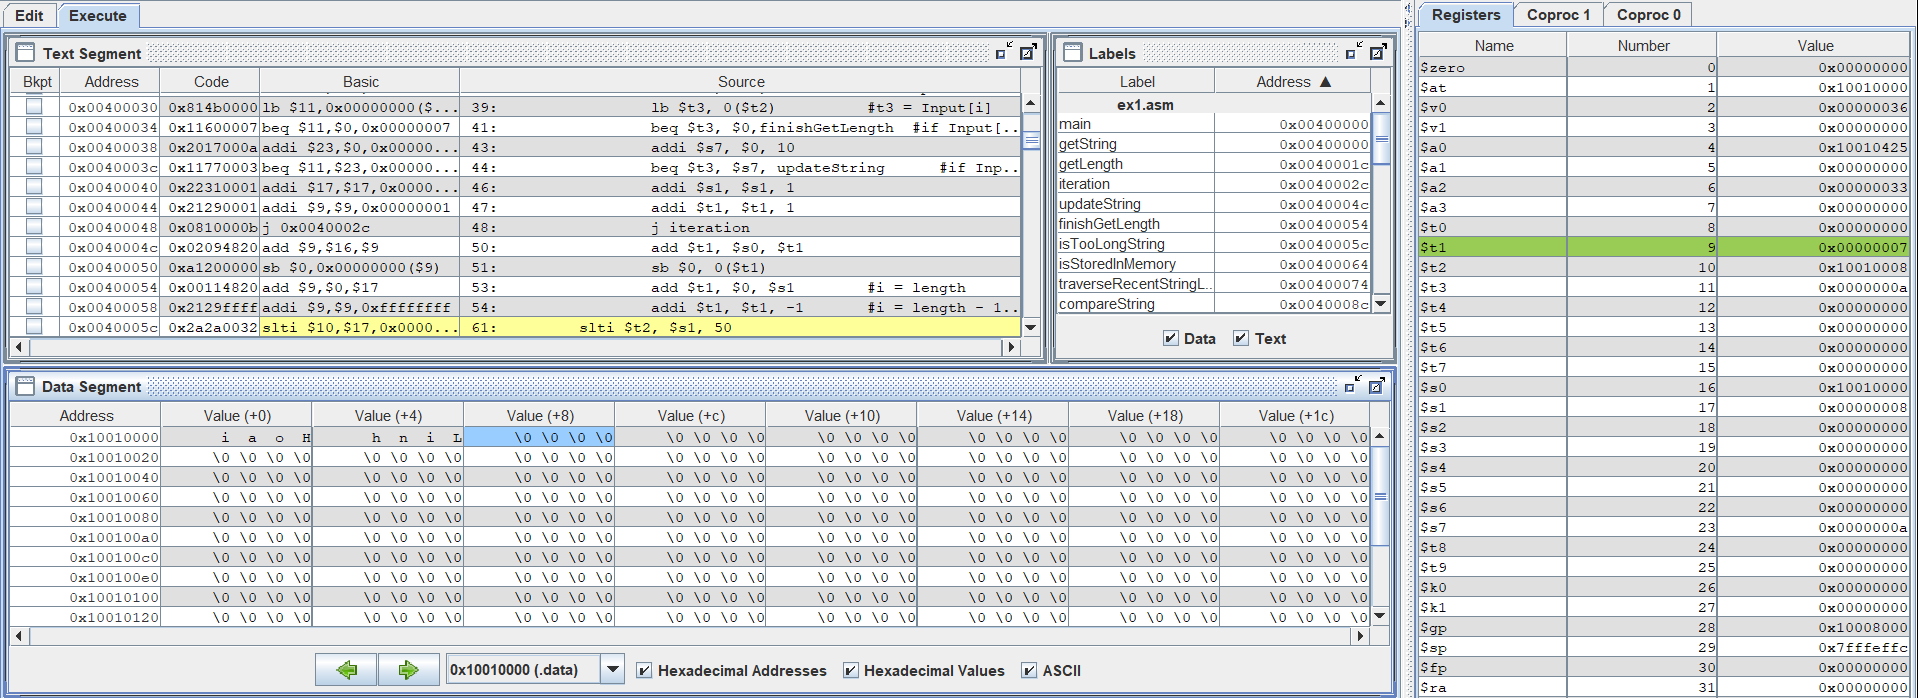 Edit Execute
Text Segment
Bkpt Address Code Basic Source
0x00400030 0x814b0000 lb $11,0x00000000($... 39: lb $t3, 0($t2) #t3 = Input[i]
0x00400034 0x11600007 beq $11,$0,0x00000007 41: beq $t3, $0,finishGetLength #if Input[..
0x00400038 0x2017000a addi $23,$0,0x0000... 43: addi $s7, $0, 10
0x0040003c 0x11770003 beq $11,$23,0x0000... 44: beq $t3, $s7, updateString #if Inp..
0x00400040 0x22310001 addi $17,$17,0x0000... 46: addi $s1, $s1, 1
0x00400044 0x21290001 addi $9,$9,0x00000001 47: addi $t1, $t1, 1
0x00400048 0x0810000b j 0x0040002c 48: j iteration
0x0040004c 0x02094820 add $9,$16,$9 50: add $t1, $s0, $t1
0x00400050 0xa1200000 sb $0,0x00000000($9) 51: sb $0, 0($t1)
0x00400054 0x00114820 add $9,$0,$17 53: add $t1, $0, $s1 #i = length
0x00400058 0x2129ffff addi $9,$9,0xffffffff 54: addi $t1, $t1, -1 #i = length - 1..
0x0040005c 0x2a2a0032 slti $10,$17,0x0000... 61: slti $t2, $s1, 50
Labels
Label Address ▲
ex1.asm
main 0x00400000
getString 0x00400000
getLength 0x0040001c
iteration 0x0040002c
updateString 0x0040004c
finishGetLength 0x00400054
isTooLongString 0x0040005c
isStoredInMemory 0x00400064
traverseRecentStringL.. 0x00400074
compareString 0x0040008c
Data Text
Data Segment
Address Value (+0) Value (+4) Value (+8) Value (+c) Value (+10) Value (+14) Value (+18) Value (+1c)
0x10010000 i a o H h n i L \0 \0 \0 \0 \0 \0 \0 \0 \0 \0 \0 \0 \0 \0 \0 \0 \0 \0 \0 \0 \0 \0 \0 \0
0x10010020 \0 \0 \0 \0 \0 \0 \0 \0 \0 \0 \0 \0 \0 \0 \0 \0 \0 \0 \0 \0 \0 \0 \0 \0 \0 \0 \0 \0 \0 \0 \0 \0
0x10010040 \0 \0 \0 \0 \0 \0 \0 \0 \0 \0 \0 \0 \0 \0 \0 \0 \0 \0 \0 \0 \0 \0 \0 \0 \0 \0 \0 \0 \0 \0 \0 \0
0x10010060 \0 \0 \0 \0 \0 \0 \0 \0 \0 \0 \0 \0 \0 \0 \0 \0 \0 \0 \0 \0 \0 \0 \0 \0 \0 \0 \0 \0 \0 \0 \0 \0
0x10010080 \0 \0 \0 \0 \0 \0 \0 \0 \0 \0 \0 \0 \0 \0 \0 \0 \0 \0 \0 \0 \0 \0 \0 \0 \0 \0 \0 \0 \0 \0 \0 \0
0x100100a0 \0 \0 \0 \0 \0 \0 \0 \0 \0 \0 \0 \0 \0 \0 \0 \0 \0 \0 \0 \0 \0 \0 \0 \0 \0 \0 \0 \0 \0 \0 \0 \0
0x100100c0 \0 \0 \0 \0 \0 \0 \0 \0 \0 \0 \0 \0 \0 \0 \0 \0 \0 \0 \0 \0 \0 \0 \0 \0 \0 \0 \0 \0 \0 \0 \0 \0
0x100100e0 \0 \0 \0 \0 \0 \0 \0 \0 \0 \0 \0 \0 \0 \0 \0 \0 \0 \0 \0 \0 \0 \0 \0 \0 \0 \0 \0 \0 \0 \0 \0 \0
0x10010100 \0 \0 \0 \0 \0 \0 \0 \0 \0 \0 \0 \0 \0 \0 \0 \0 \0 \0 \0 \0 \0 \0 \0 \0 \0 \0 \0 \0 \0 \0 \0 \0
0x10010120 \0 \0 \0 \0 \0 \0 \0 \0 \0 \0 \0 \0 \0 \0 \0 \0 \0 \0 \0 \0 \0 \0 \0 \0 \0 \0 \0 \0 \0 \0 \0 \0
0x10010000 (.data) Hexadecimal Addresses Hexadecimal Values ASCII
Registers Coproc 1 Coproc 0
Name Number Value
$zero 0 0x00000000
$at 1 0x10010000
$v0 2 0x00000036
$v1 3 0x00000000
$a0 4 0x10010425
$a1 5 0x00000000
$a2 6 0x00000033
$a3 7 0x00000000
$t0 8 0x00000000
$t1 9 0x00000007
$t2 10 0x10010008
$t3 11 0x0000000a
$t4 12 0x00000000
$t5 13 0x00000000
$t6 14 0x00000000
$t7 15 0x00000000
$s0 16 0x10010000
$s1 17 0x00000008
$s2 18 0x00000000
$s3 19 0x00000000
$s4 20 0x00000000
$s5 21 0x00000000
$s6 22 0x00000000
$s7 23 0x0000000a
$t8 24 0x00000000
$t9 25 0x00000000
$k0 26 0x00000000
$k1 27 0x00000000
$gp 28 0x10008000
$sp 29 0x7fffeffc
$fp 30 0x00000000
$ra 31 0x00000000